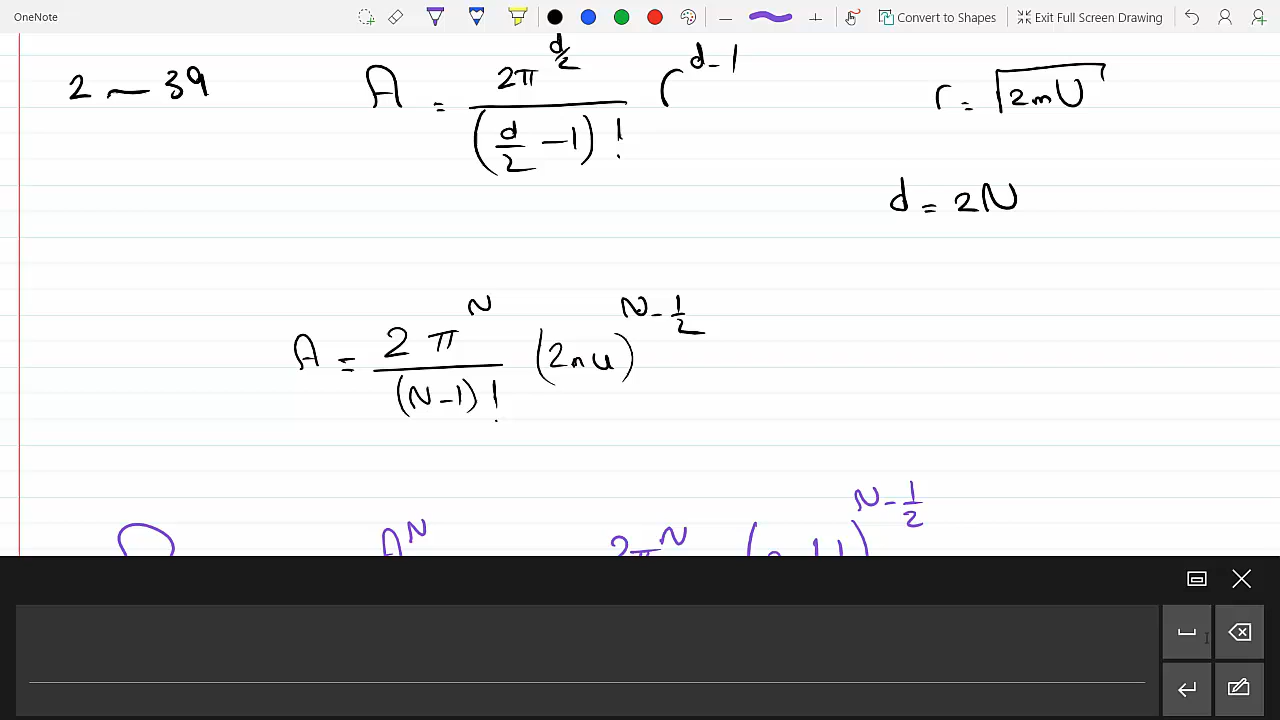 OneNote Convert to Shapes Exit Full Screen Drawing
2 ~ 39 A = 2π^{d/2} / (d/2 - 1)! r^{d-1} r = √2mU
d = 2N
A = 2π^N / (N-1)! (2mu)^{N-1/2}
A^N 2π^N ( )^{N-1/2}